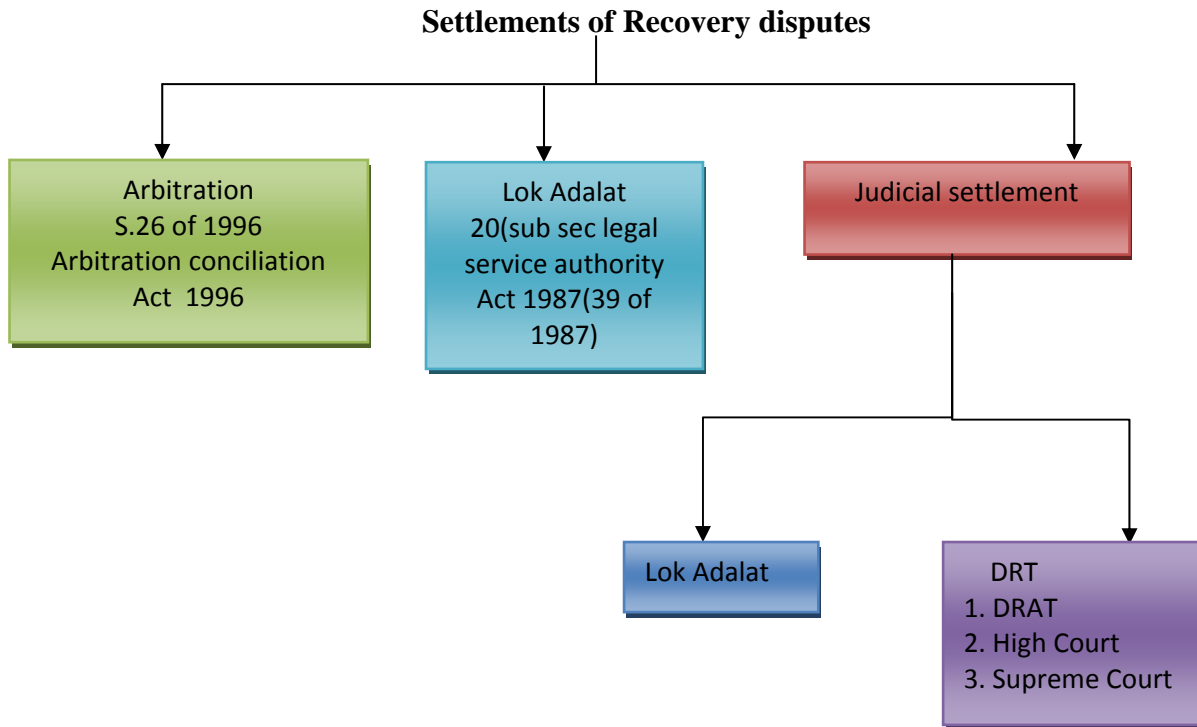 Settlements of Recovery disputes
Arbitration
S.26 of 1996
Arbitration conciliation
Act 1996
Lok Adalat
20(sub sec legal
service authority
Act 1987(39 of
1987)
Judicial settlement
Lok Adalat
DRT
1. DRAT
2. High Court
3. Supreme Court